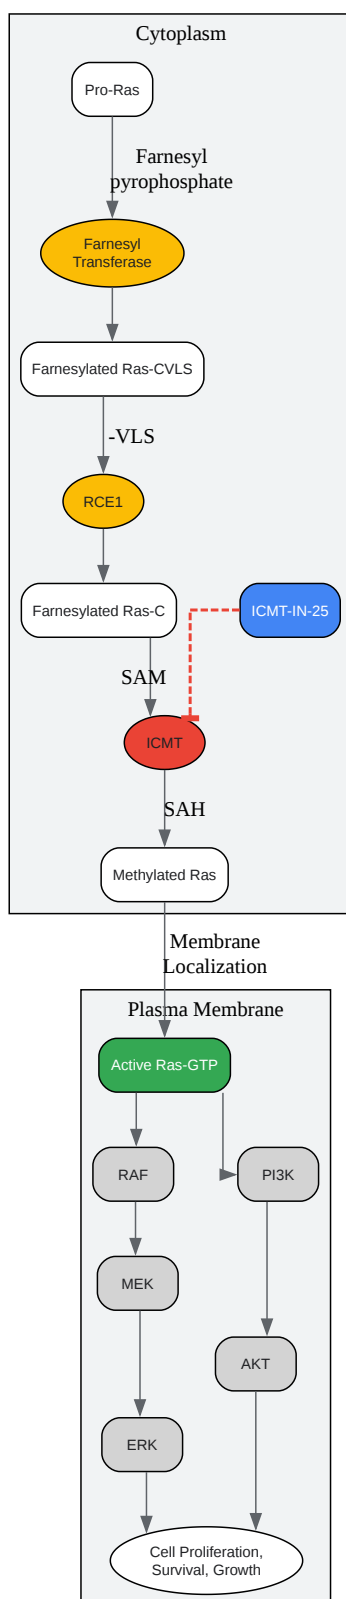 Cytoplasm
Pro-Ras
Farnesyl
pyrophosphate
Farnesyl
Transferase
Farnesylated Ras-CVLS
-VLS
RCE1
Farnesylated Ras-C
ICMT-IN-25
SAM
ICMT
SAH
Methylated Ras
Membrane
Localization
Plasma Membrane
Active Ras-GTP
RAF
PI3K
MEK
AKT
ERK
Cell Proliferation,
Survival, Growth